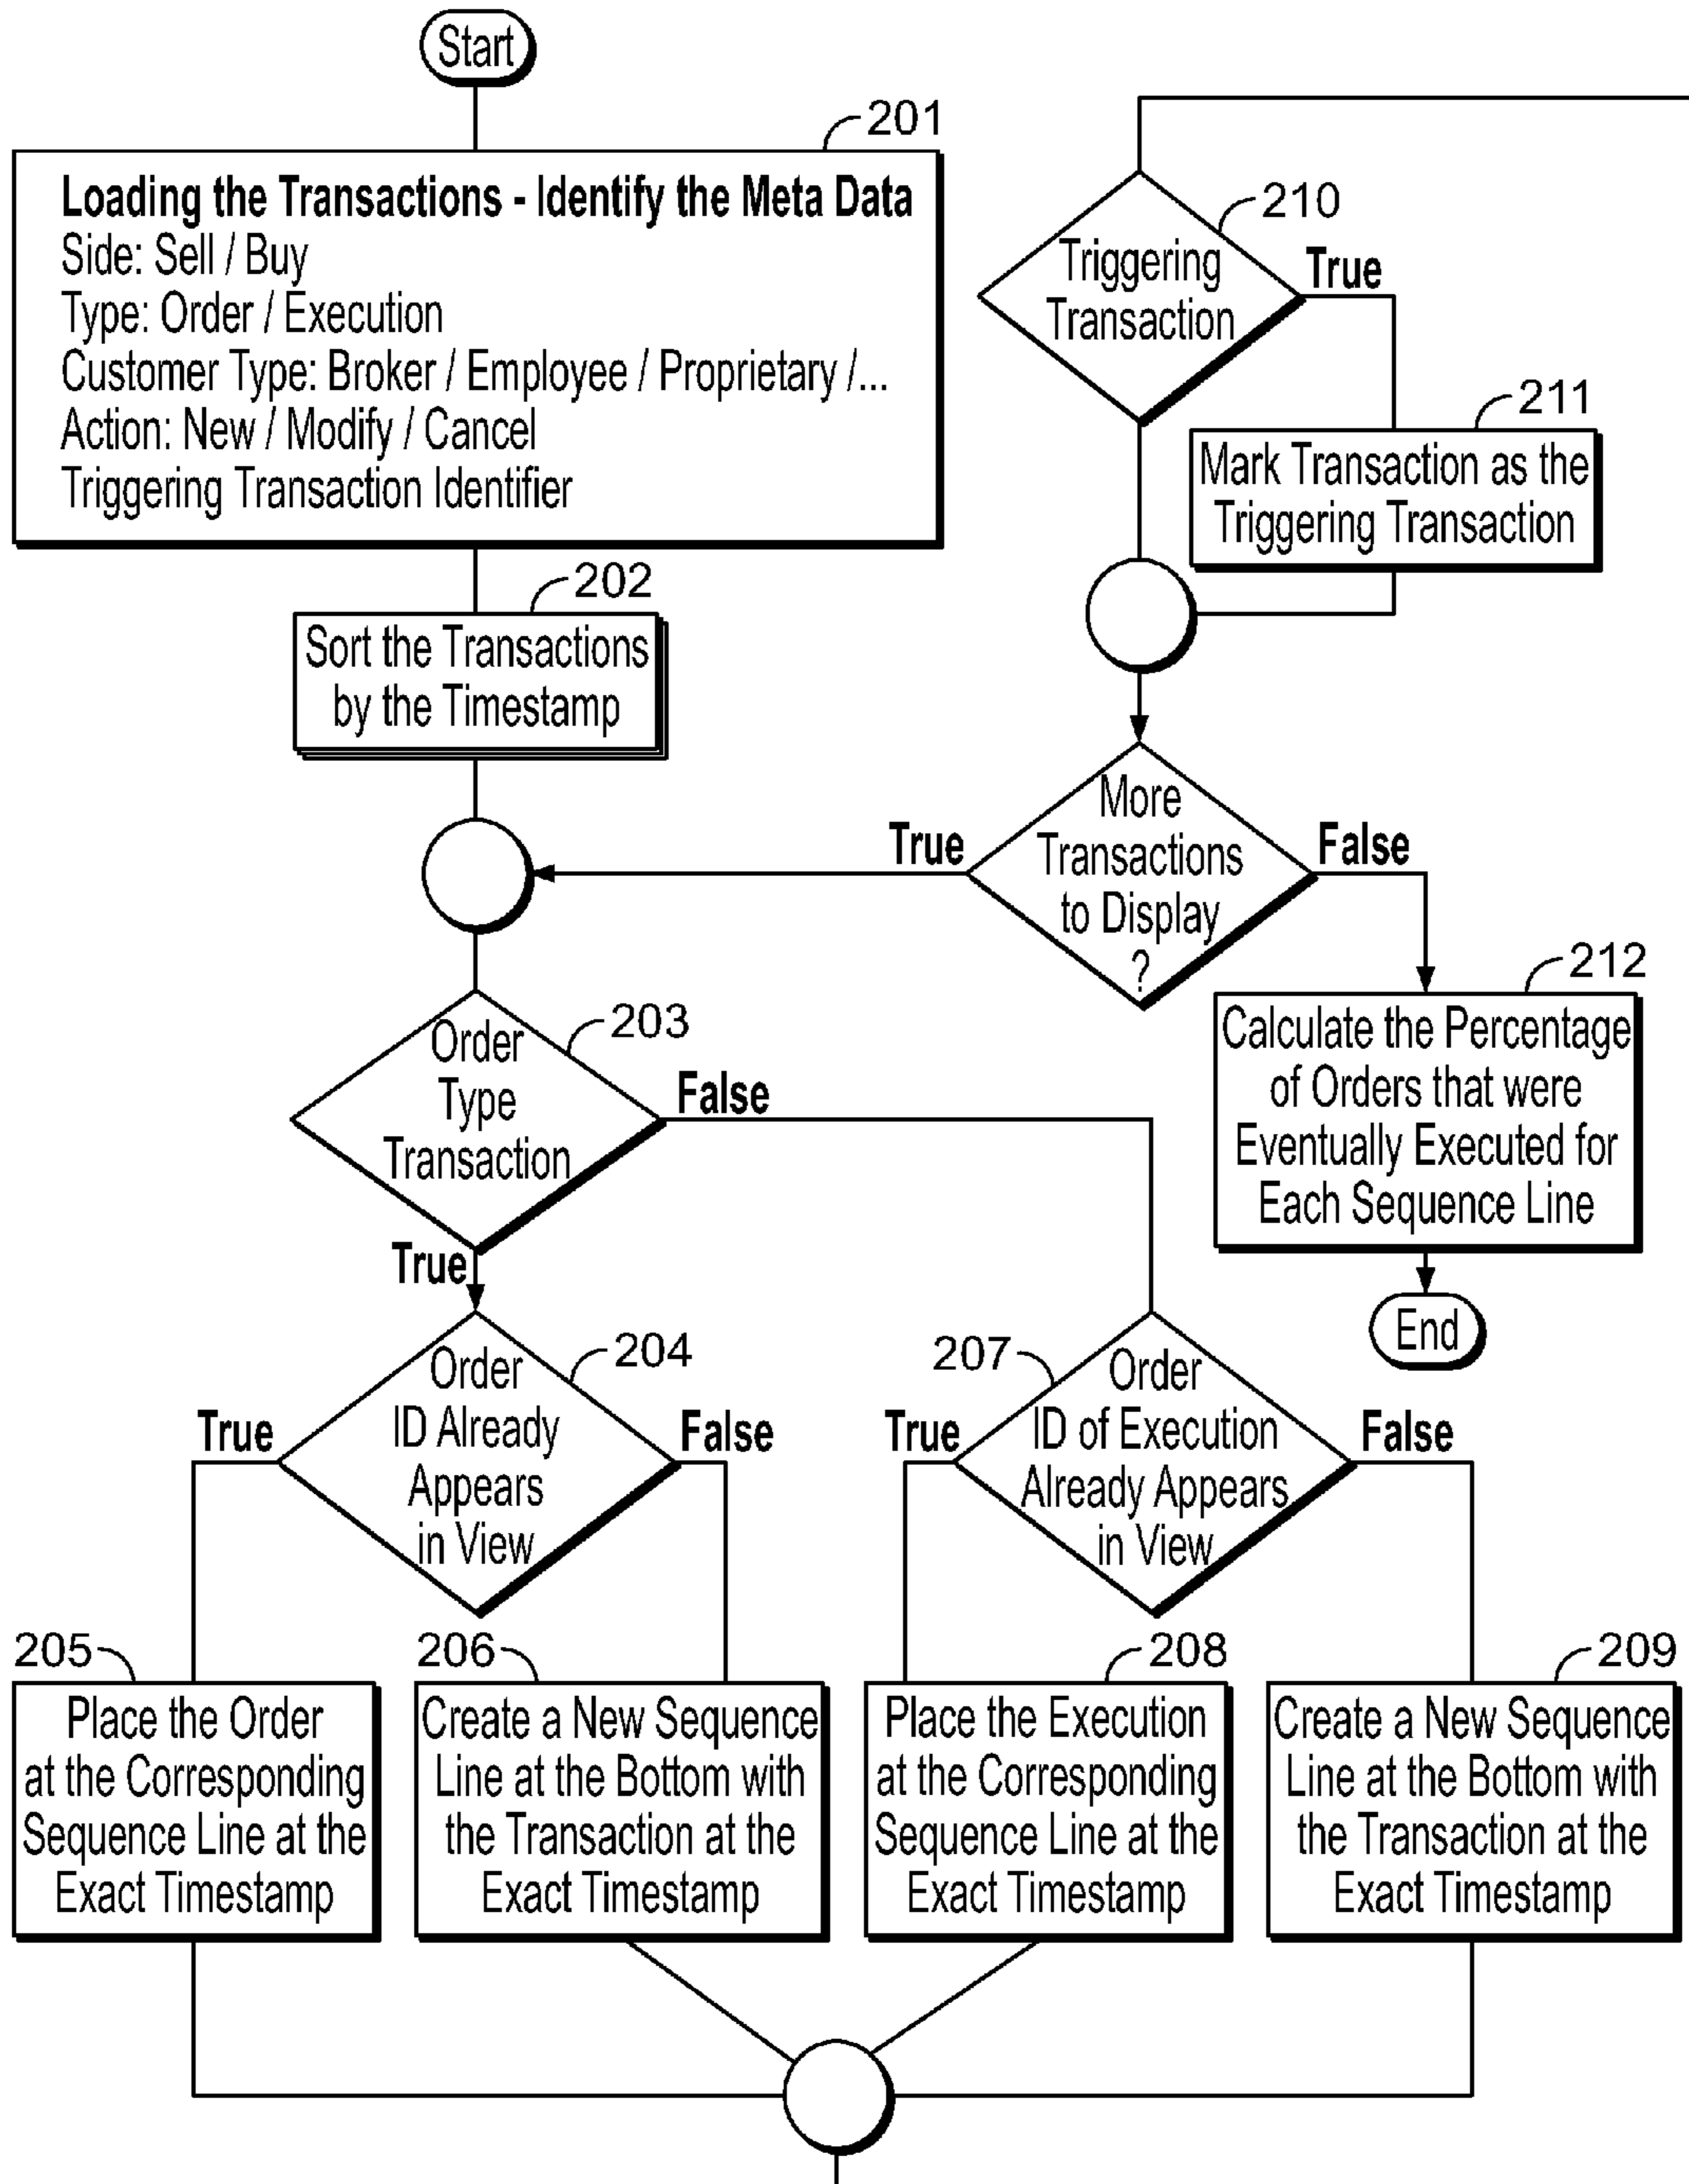 Start
201
Loading the Transactions - Identify the Meta Data
Side: Sell / Buy
Type: Order / Execution
Customer Type: Broker / Employee / Proprietary /...
Action: New / Modify / Cancel
Triggering Transaction Identifier
202
Sort the Transactions
by the Timestamp
203
Order
Type
Transaction
False
True
204
Order
ID Already
Appears
in View
True
False
205
Place the Order
at the Corresponding
Sequence Line at the
Exact Timestamp
206
Create a New Sequence
Line at the Bottom with
the Transaction at the
Exact Timestamp
207
Order
ID of Execution
Already Appears
in View
True
False
208
Place the Execution
at the Corresponding
Sequence Line at the
Exact Timestamp
209
Create a New Sequence
Line at the Bottom with
the Transaction at the
Exact Timestamp
210
Triggering
Transaction
True
211
Mark Transaction as the
Triggering Transaction
More
Transactions
to Display
?
True
False
212
Calculate the Percentage
of Orders that were
Eventually Executed for
Each Sequence Line
End